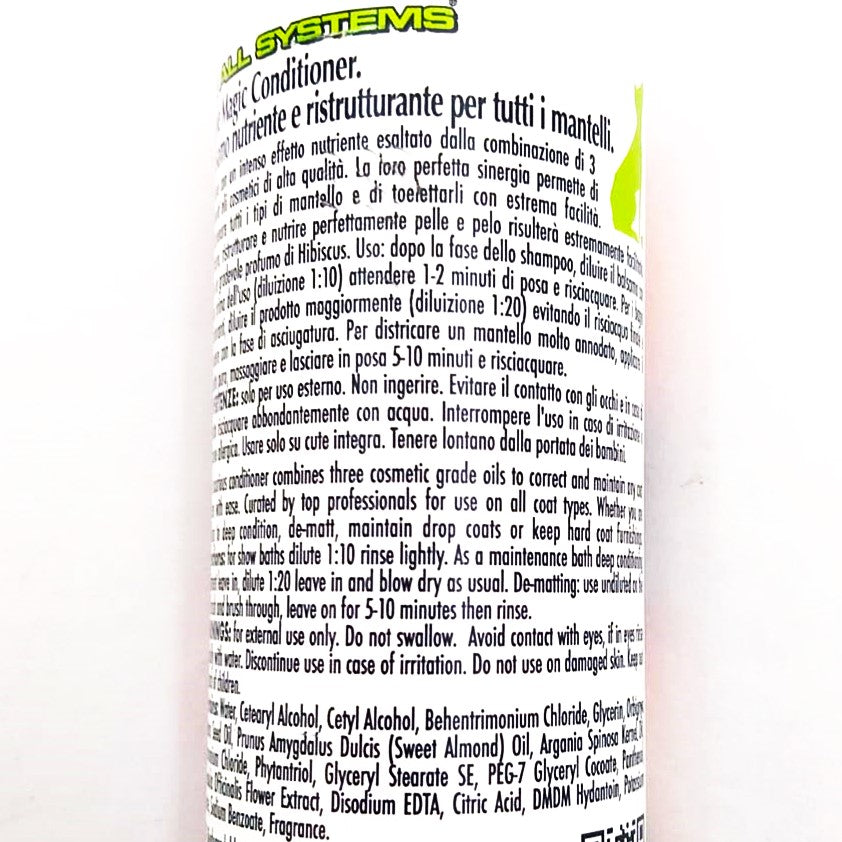 ALL SYSTEMS®
Magic Conditioner.
nutriente e ristrutturante per tutti i mantelli.
un intenso effetto nutriente esaltato dalla combinazione di 3
cosmetici di alta qualità. La loro perfetta sinergia permette di
tutti i tipi di mantello e di toelettarli con estrema facilità.
ristrutturare e nutrire perfettamente pelle e pelo risulterà estremamente
profumo di Hibiscus. Uso: dopo la fase dello shampoo, diluire il balsamo
dell'uso (diluizione 1:10) attendere 1-2 minuti di posa e risciacquare. Per i
diluire il prodotto maggiormente (diluizione 1:20) evitando il risciacquo
con la fase di asciugatura. Per districare un mantello molto annodato, applicare
massaggiare e lasciare in posa 5-10 minuti e risciacquare.
solo per uso esterno. Non ingerire. Evitare il contatto con gli occhi e in caso
risciacquare abbondantemente con acqua. Interrompere l'uso in caso di irritazione
Usare solo su cute integra. Tenere lontano dalla portata dei bambini.
conditioner combines three cosmetic grade oils to correct and maintain dry
with ease. Curated by top professionals for use on all coat types. Whether you
deep condition, de-matt, maintain drop coats or keep hard coat furnishings
for show baths dilute 1:10 rinse lightly. As a maintenance bath deep conditioning
leave in, dilute 1:20 leave in and blow dry as usual. De-matting: use undiluted
and brush through, leave on for 5-10 minutes then rinse.
for external use only. Do not swallow. Avoid contact with eyes, if in eyes rinse
with water. Discontinue use in case of irritation. Do not use on damaged skin. Keep
of children.
Water, Cetearyl Alcohol, Cetyl Alcohol, Behentrimonium Chloride, Glycerin,
Seed Oil, Prunus Amygdalus Dulcis (Sweet Almond) Oil, Argania Spinosa Kernel
Chloride, Phytantriol, Glyceryl Stearate SE, PEG-7 Glyceryl Cocoate,
Officinalis Flower Extract, Disodium EDTA, Citric Acid, DMDM Hydantoin, Potassium
Sodium Benzoate, Fragrance.